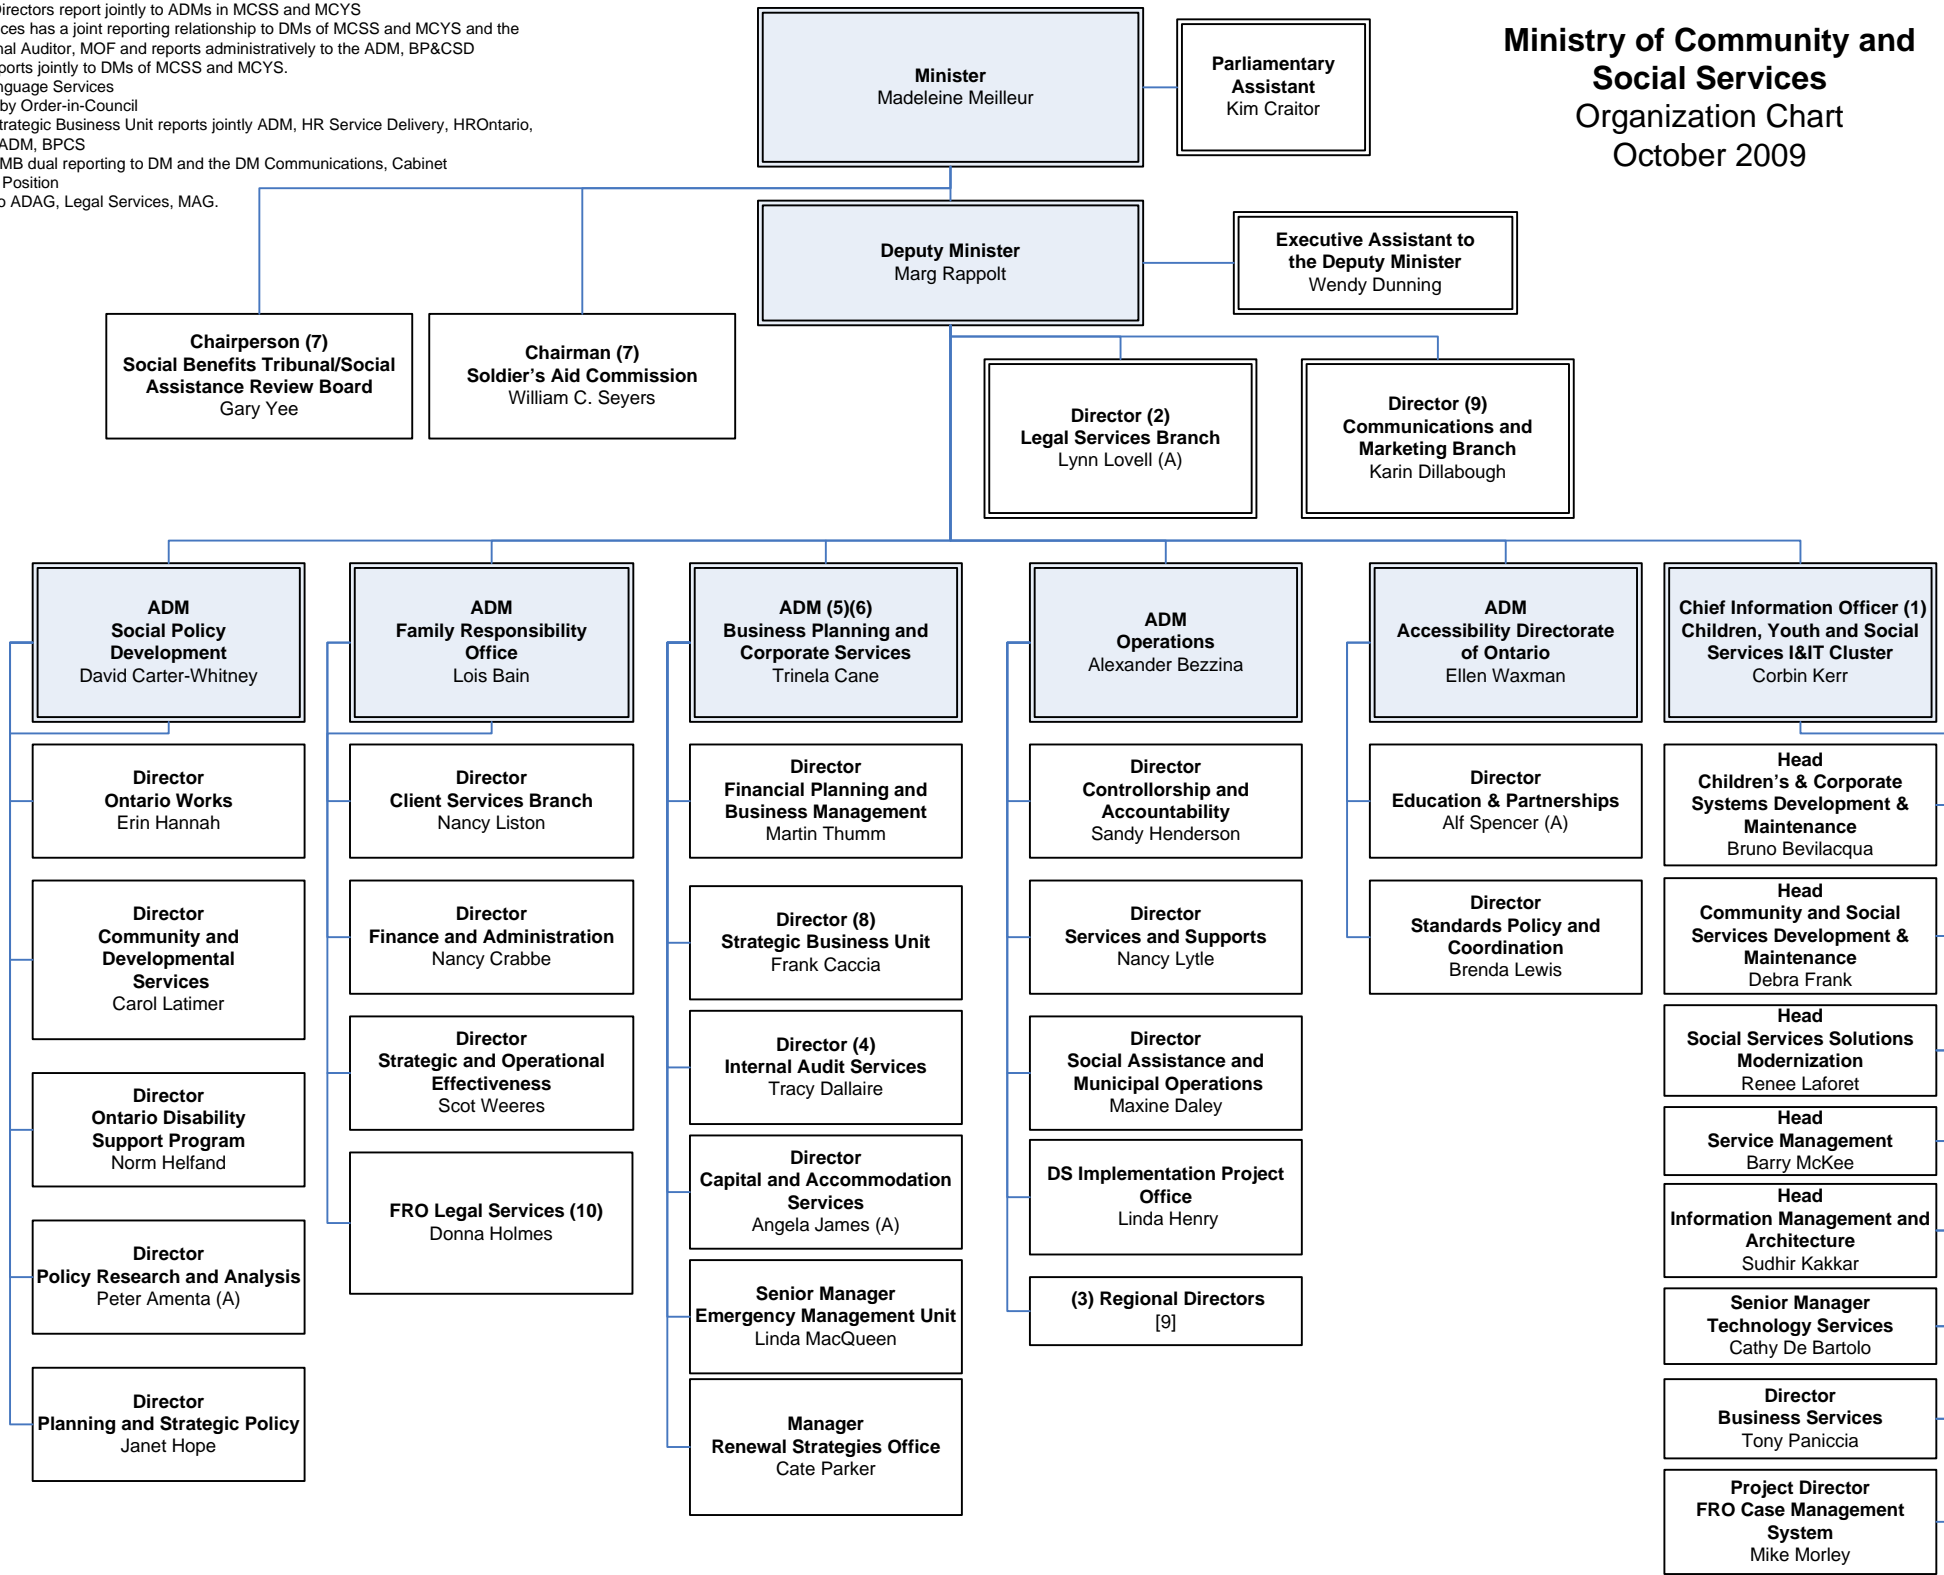 Directors report jointly to ADMs in MCSS and MCYS
has a joint reporting relationship to DMs of MCSS and MCYS and the
Auditor, MOF and reports administratively to the ADM, BP&CSD
jointly to DMs of MCSS and MCYS.
Services
by Order-in-Council
Business Unit reports jointly ADM, HR Service Delivery, HROntario,
ADM, BPCS
dual reporting to DM and the DM Communications, Cabinet
Position
ADAG, Legal Services, MAG.
Ministry of Community and
Social Services
Organization Chart
October 2009
Minister
Madeleine Meilleur
Parliamentary
Assistant
Kim Craitor
Deputy Minister
Marg Rappolt
Executive Assistant to
the Deputy Minister
Wendy Dunning
Chairperson (7)
Social Benefits Tribunal/Social
Assistance Review Board
Gary Yee
Chairman (7)
Soldier's Aid Commission
William C. Seyers
Director (2)
Legal Services Branch
Lynn Lovell (A)
Director (9)
Communications and
Marketing Branch
Karin Dillabough
ADM
Social Policy
Development
David Carter-Whitney
Director
Ontario Works
Erin Hannah
Director
Community and
Developmental
Services
Carol Latimer
Director
Ontario Disability
Support Program
Norm Helfand
Director
Policy Research and Analysis
Peter Amenta (A)
Director
Planning and Strategic Policy
Janet Hope
ADM
Family Responsibility
Office
Lois Bain
Director
Client Services Branch
Nancy Liston
Director
Finance and Administration
Nancy Crabbe
Director
Strategic and Operational
Effectiveness
Scot Weeres
FRO Legal Services (10)
Donna Holmes
ADM (5)(6)
Business Planning and
Corporate Services
Trinela Cane
Director
Financial Planning and
Business Management
Martin Thumm
Director (8)
Strategic Business Unit
Frank Caccia
Director (4)
Internal Audit Services
Tracy Dallaire
Director
Capital and Accommodation
Services
Angela James (A)
Senior Manager
Emergency Management Unit
Linda MacQueen
Manager
Renewal Strategies Office
Cate Parker
ADM
Operations
Alexander Bezzina
Director
Controllorship and
Accountability
Sandy Henderson
Director
Services and Supports
Nancy Lytle
Director
Social Assistance and
Municipal Operations
Maxine Daley
DS Implementation Project
Office
Linda Henry
(3) Regional Directors
[9]
ADM
Accessibility Directorate
of Ontario
Ellen Waxman
Director
Education & Partnerships
Alf Spencer (A)
Director
Standards Policy and
Coordination
Brenda Lewis
Chief Information Officer (1)
Children, Youth and Social
Services I&IT Cluster
Corbin Kerr
Head
Children's & Corporate
Systems Development &
Maintenance
Bruno Bevilacqua
Head
Community and Social
Services Development &
Maintenance
Debra Frank
Head
Social Services Solutions
Modernization
Renee Laforet
Head
Service Management
Barry McKee
Head
Information Management and
Architecture
Sudhir Kakkar
Senior Manager
Technology Services
Cathy De Bartolo
Director
Business Services
Tony Paniccia
Project Director
FRO Case Management
System
Mike Morley